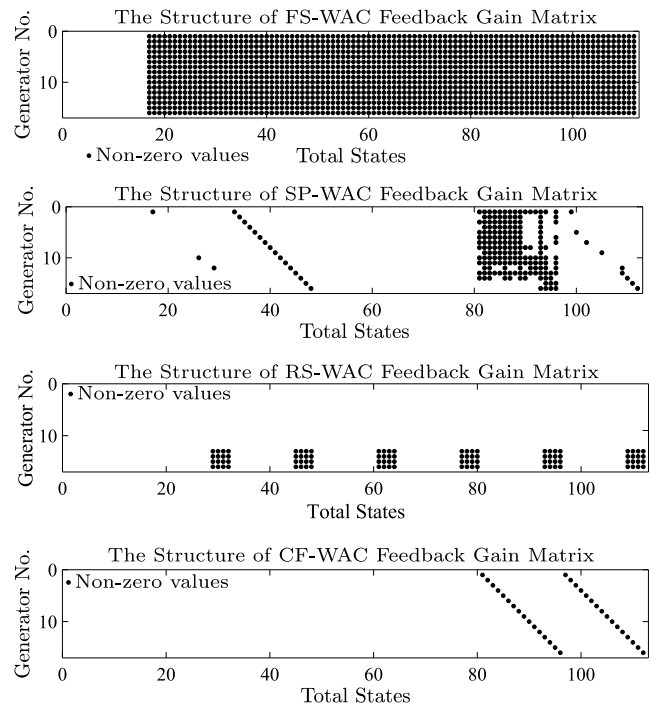 The Structure of FS-WAC Feedback Gain Matrix
Generator No.
0
10
0 20 40 60 80 100
Total States
Non-zero values
The Structure of SP-WAC Feedback Gain Matrix
Generator No.
0
10
Non-zero values
0 20 40 60 80 100
Total States
The Structure of RS-WAC Feedback Gain Matrix
Generator No.
0
Non-zero values
10
0 20 40 60 80 100
Total States
The Structure of CF-WAC Feedback Gain Matrix
Generator No.
0
Non-zero values
10
0 20 40 60 80 100
Total States